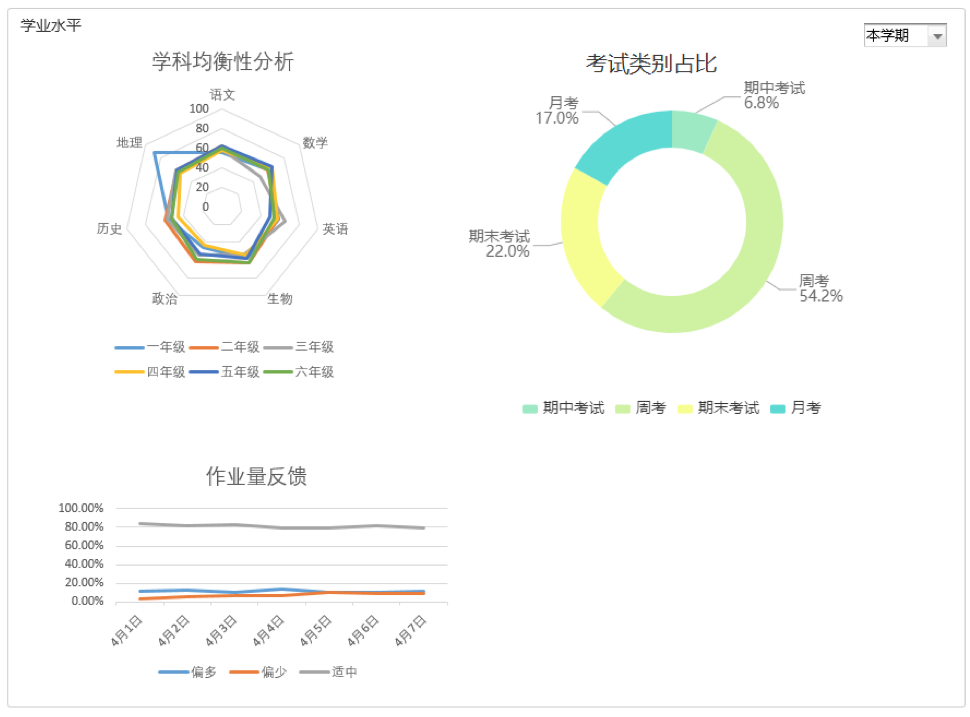 学业水平
本学期
学科均衡性分析
语文
数学
英语
生物
政治
历史
地理
100
80
60
40
20
0
一年级 二年级 三年级
四年级 五年级 六年级
考试类别占比
期中考试
6.8%
月考
17.0%
期末考试
22.0%
周考
54.2%
期中考试 周考 期末考试 月考
作业量反馈
100.00%
80.00%
60.00%
40.00%
20.00%
0.00%
4月1日 4月2日 4月3日 4月4日 4月5日 4月6日 4月7日
偏多 偏少 适中